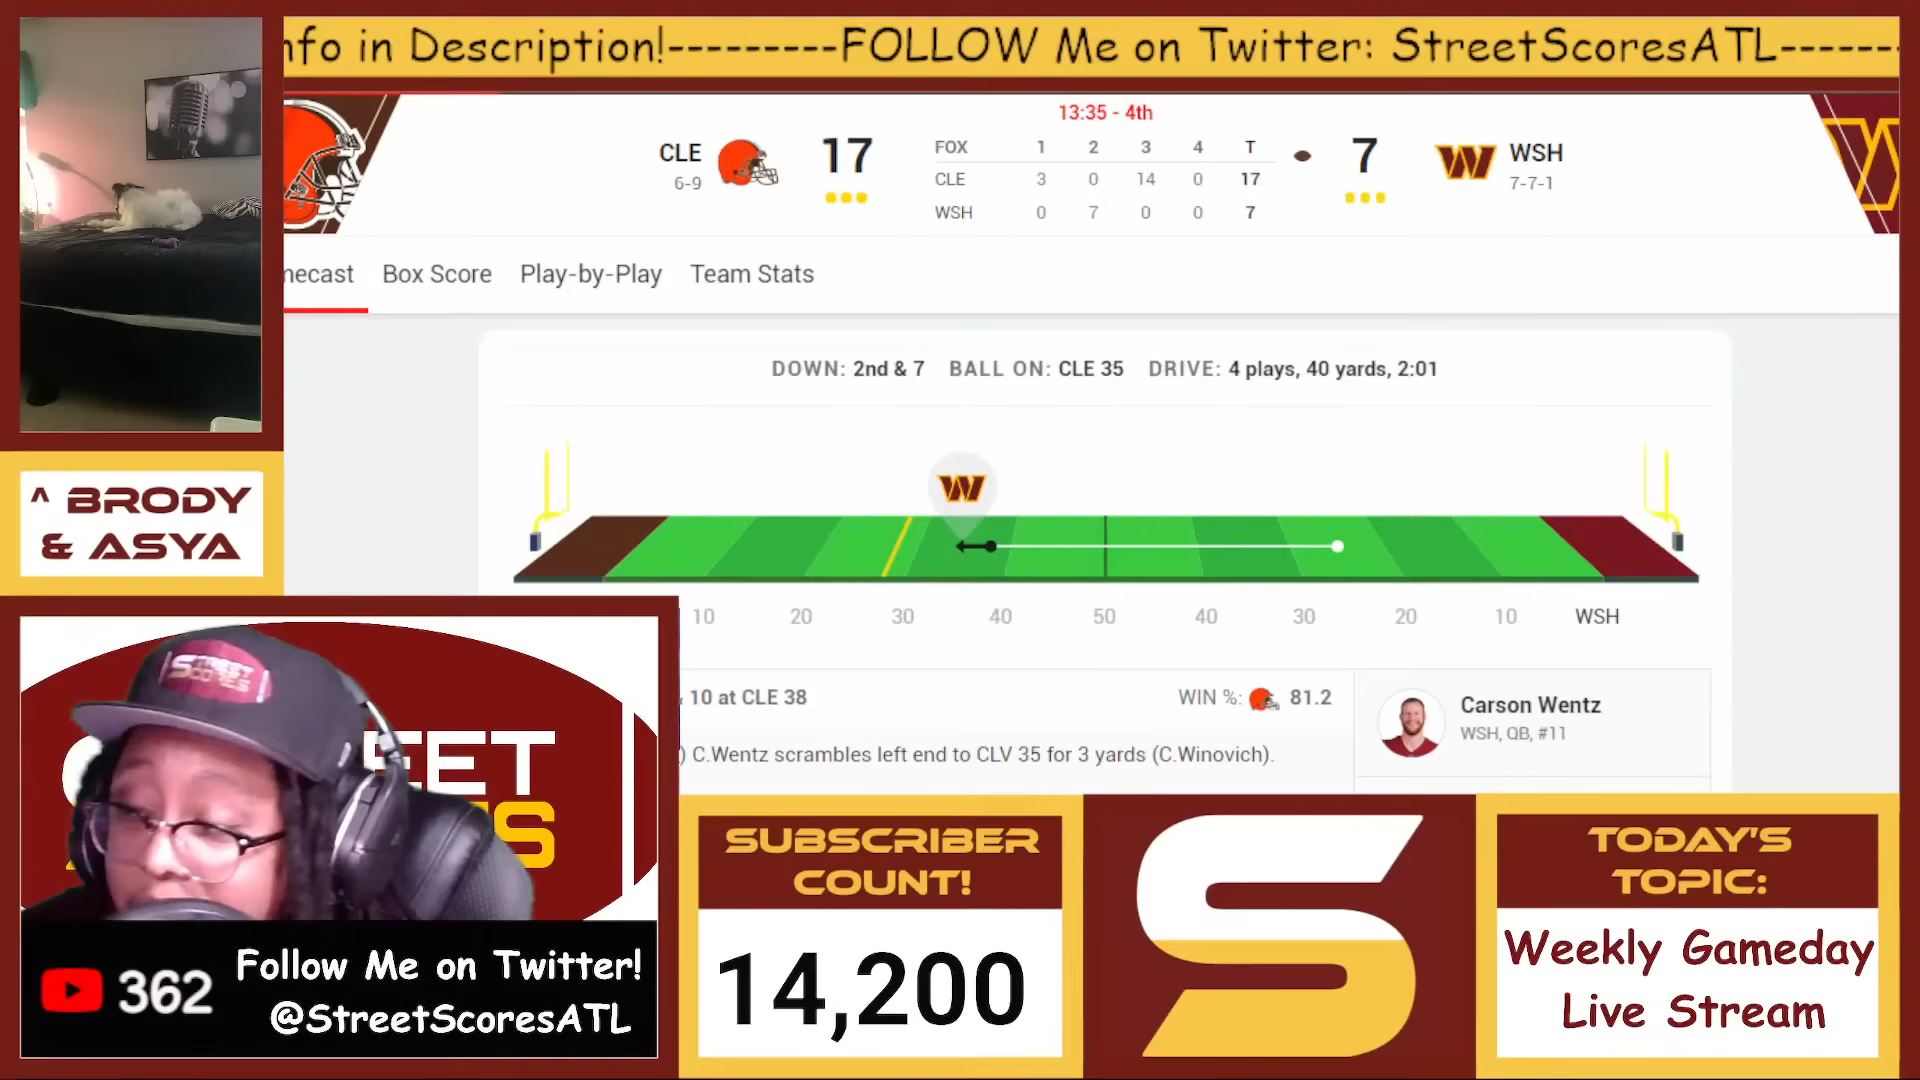 nfo in Description!---------FOLLOW Me on Twitter: StreetScoresATL------
13:35 - 4th
CLE 17 FOX 1 2 3 4 T 7 WSH
6-9 CLE 3 0 14 0 17 7-7-1
WSH 0 7 0 0 7
necast Box Score Play-by-Play Team Stats
DOWN: 2nd & 7 BALL ON: CLE 35 DRIVE: 4 plays, 40 yards, 2:01
W
10 20 30 40 50 40 30 20 10 WSH
^ BRODY
& ASYA
10 at CLE 38 WIN %: 81.2
) C.Wentz scrambles left end to CLV 35 for 3 yards (C.Winovich).
Carson Wentz
WSH, QB, #11
STREET
SCORES
EET
S
362
Follow Me on Twitter!
@StreetScoresATL
SUBSCRIBER
COUNT!
14,200
S
TODAY'S
TOPIC:
Weekly Gameday
Live Stream